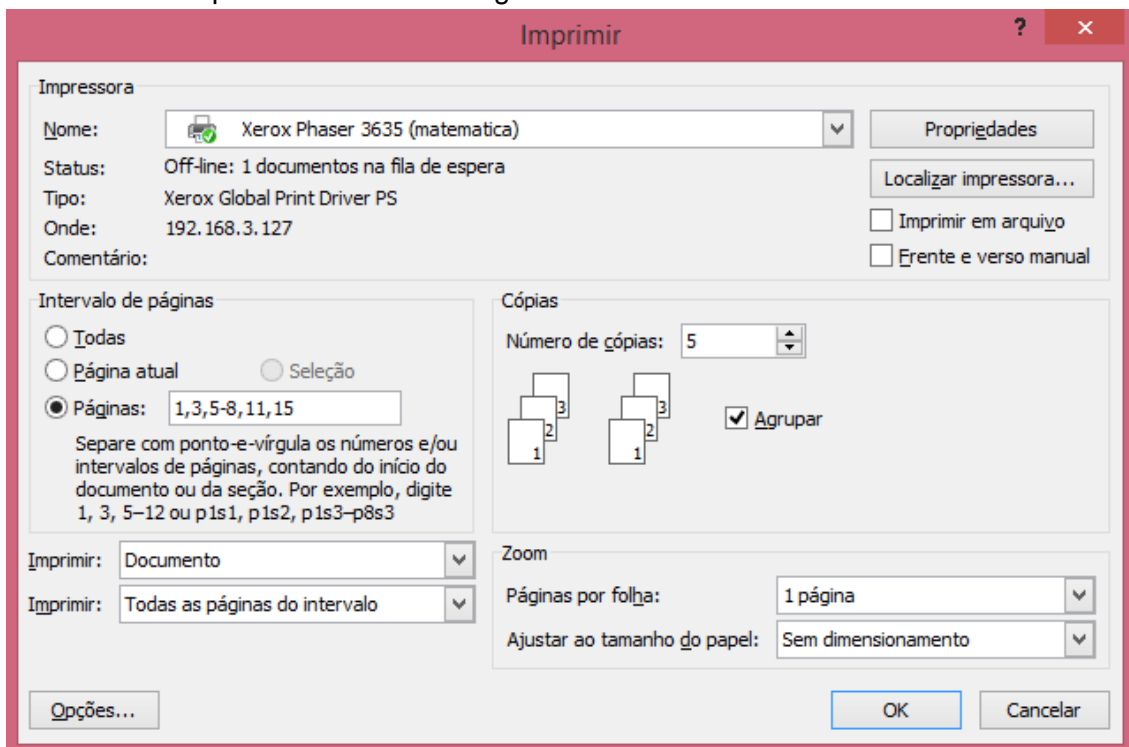 Imprimir
?
×
Impressora
Nome:
Xerox Phaser 3635 (matematica)
Propriedades
Status:
Off-line: 1 documentos na fila de espera
Localizar impressora...
Tipo:
Xerox Global Print Driver PS
Onde:
192.168.3.127
Imprimir em arquivo
Comentário:
Frente e verso manual
Intervalo de páginas
Todas
Página atual
Seleção
Páginas:
1,3,5-8,11,15
Separe com ponto-e-vírgula os números e/ou
intervalos de páginas, contando do início do
documento ou da seção. Por exemplo, digite
1, 3, 5–12 ou p1s1, p1s2, p1s3–p8s3
Cópias
Número de cópias:
5
3
2
1
3
2
1
Agrupar
Imprimir:
Documento
Imprimir:
Todas as páginas do intervalo
Zoom
Páginas por folha:
1 página
Ajustar ao tamanho do papel:
Sem dimensionamento
Opções...
OK
Cancelar